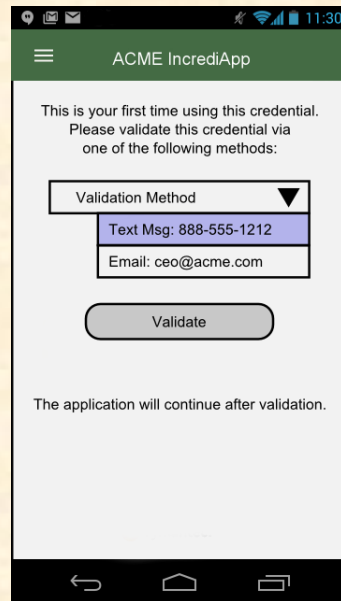 11:30
ACME IncrediApp
This is your first time using this credential.
Please validate this credential via
one of the following methods:
Validation Method
Text Msg: 888-555-1212
Email: ceo@acme.com
Validate
The application will continue after validation.